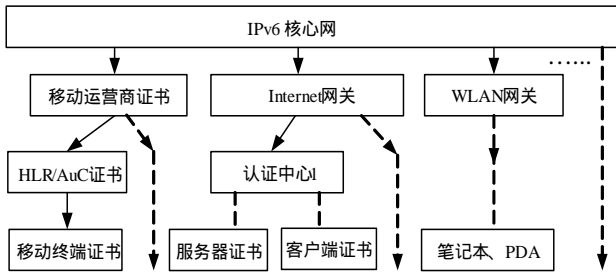 IPv6 核心网
移动运营商证书 Internet网关 WLAN网关 ……
HLR/AuC证书 认证中心1
移动终端证书 服务器证书 客户端证书 笔记本、PDA